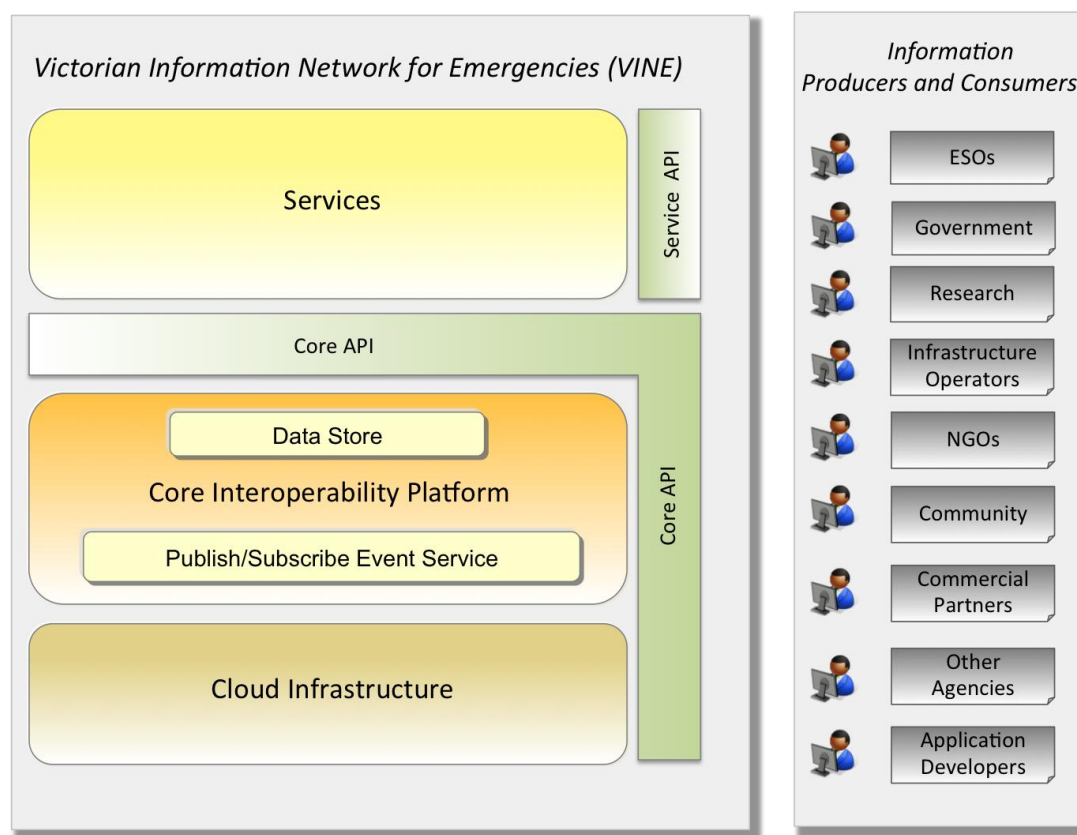 Victorian Information Network for Emergencies (VINE)
Services
Service API
Core API
Data Store
Core Interoperability Platform
Publish/Subscribe Event Service
Core API
Cloud Infrastructure
Information
Producers and Consumers
ESOs
Government
Research
Infrastructure
Operators
NGOs
Community
Commercial
Partners
Other
Agencies
Application
Developers